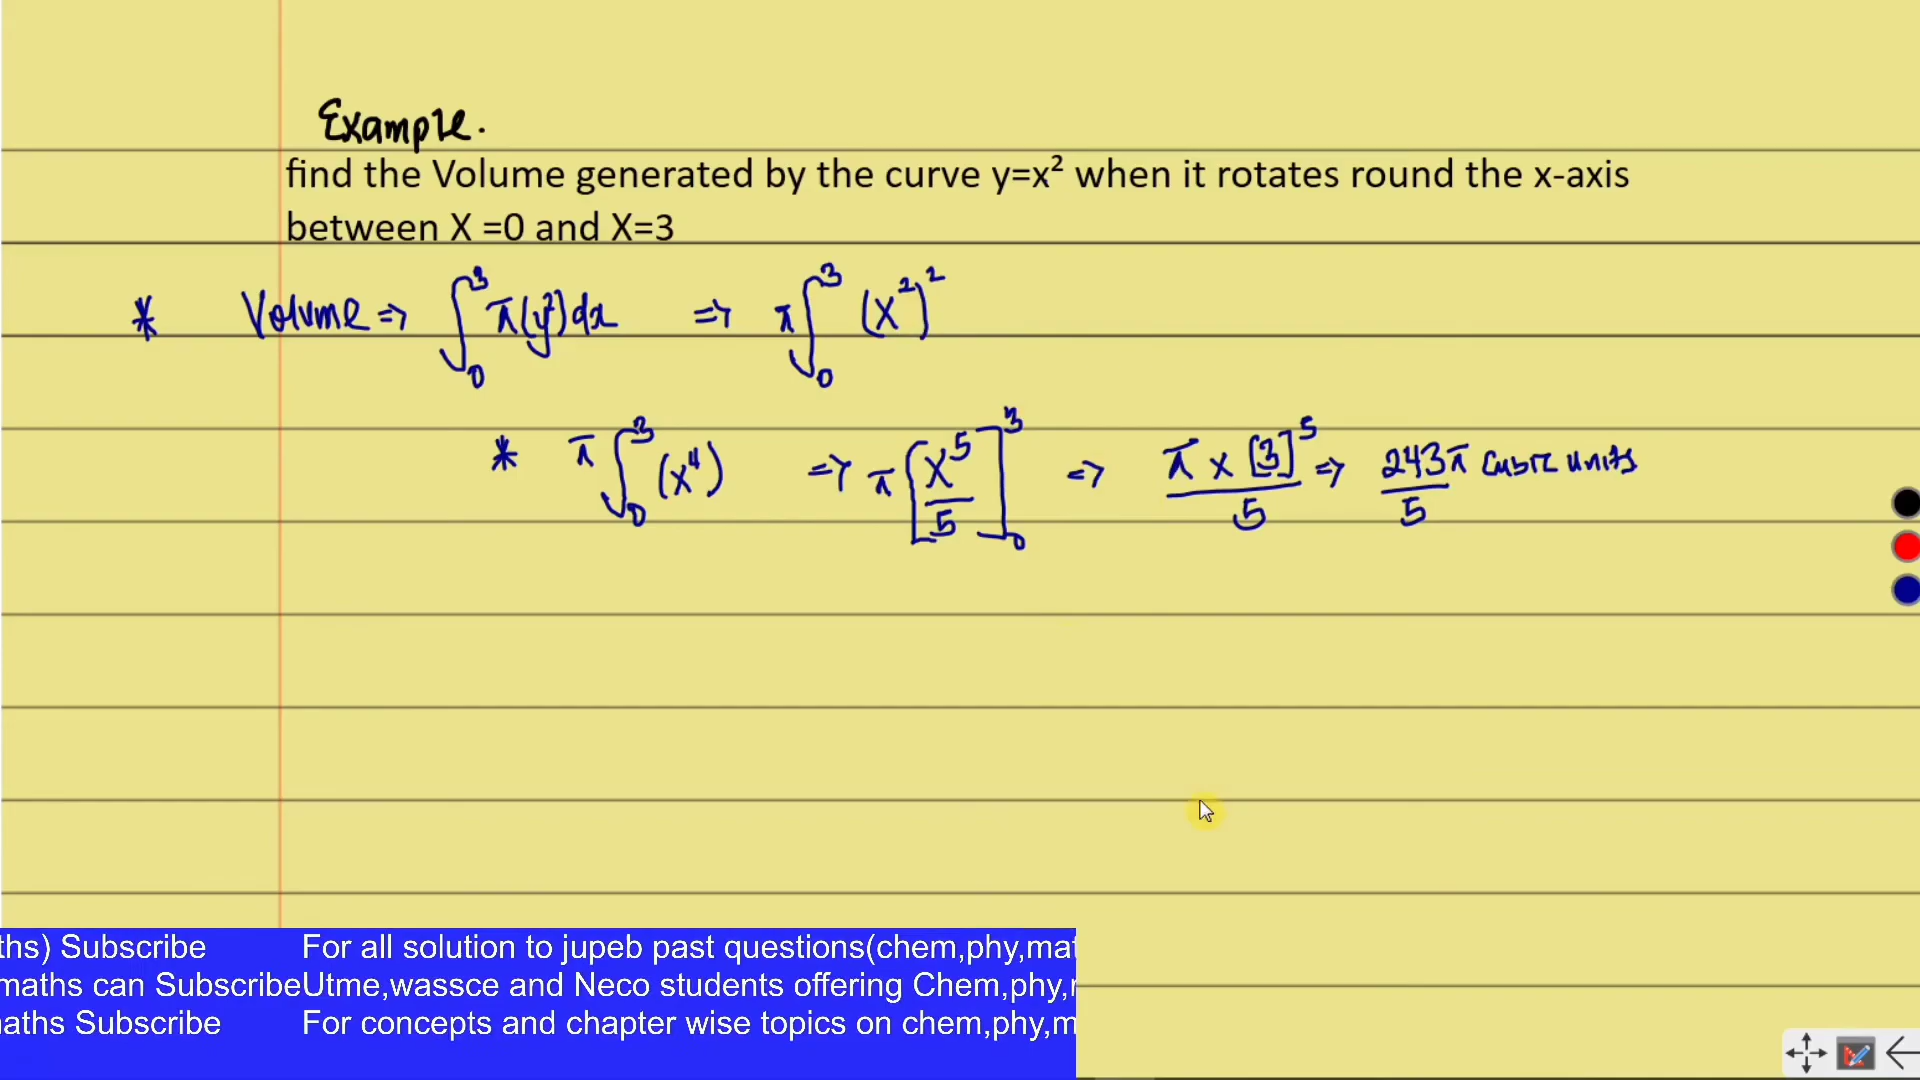 Example.
find the Volume generated by the curve y=x² when it rotates round the x-axis
between X =0 and X=3
* Volume => ∫₀³ π(y²)dx => π ∫₀³ (x²)²
* π ∫₀³ (x⁴) => π [x⁵/5]₀³ => π x [3]⁵/5 => 243π/5 cubic units
ths) Subscribe For all solution to jupeb past questions(chem,phy,mat
maths can Subscribe Utme,wassce and Neco students offering Chem,phy,
aths Subscribe For concepts and chapter wise topics on chem,phy,m